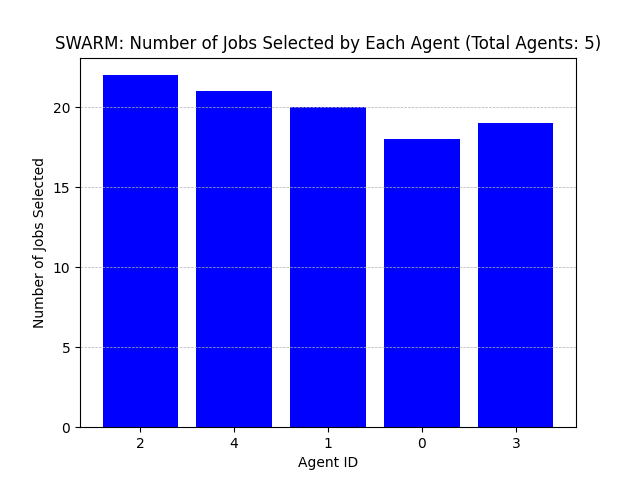 SWARM: Number of Jobs Selected by Each Agent (Total Agents: 5)
Number of Jobs Selected
20
15
10
5
0
2 4 1 0 3
Agent ID